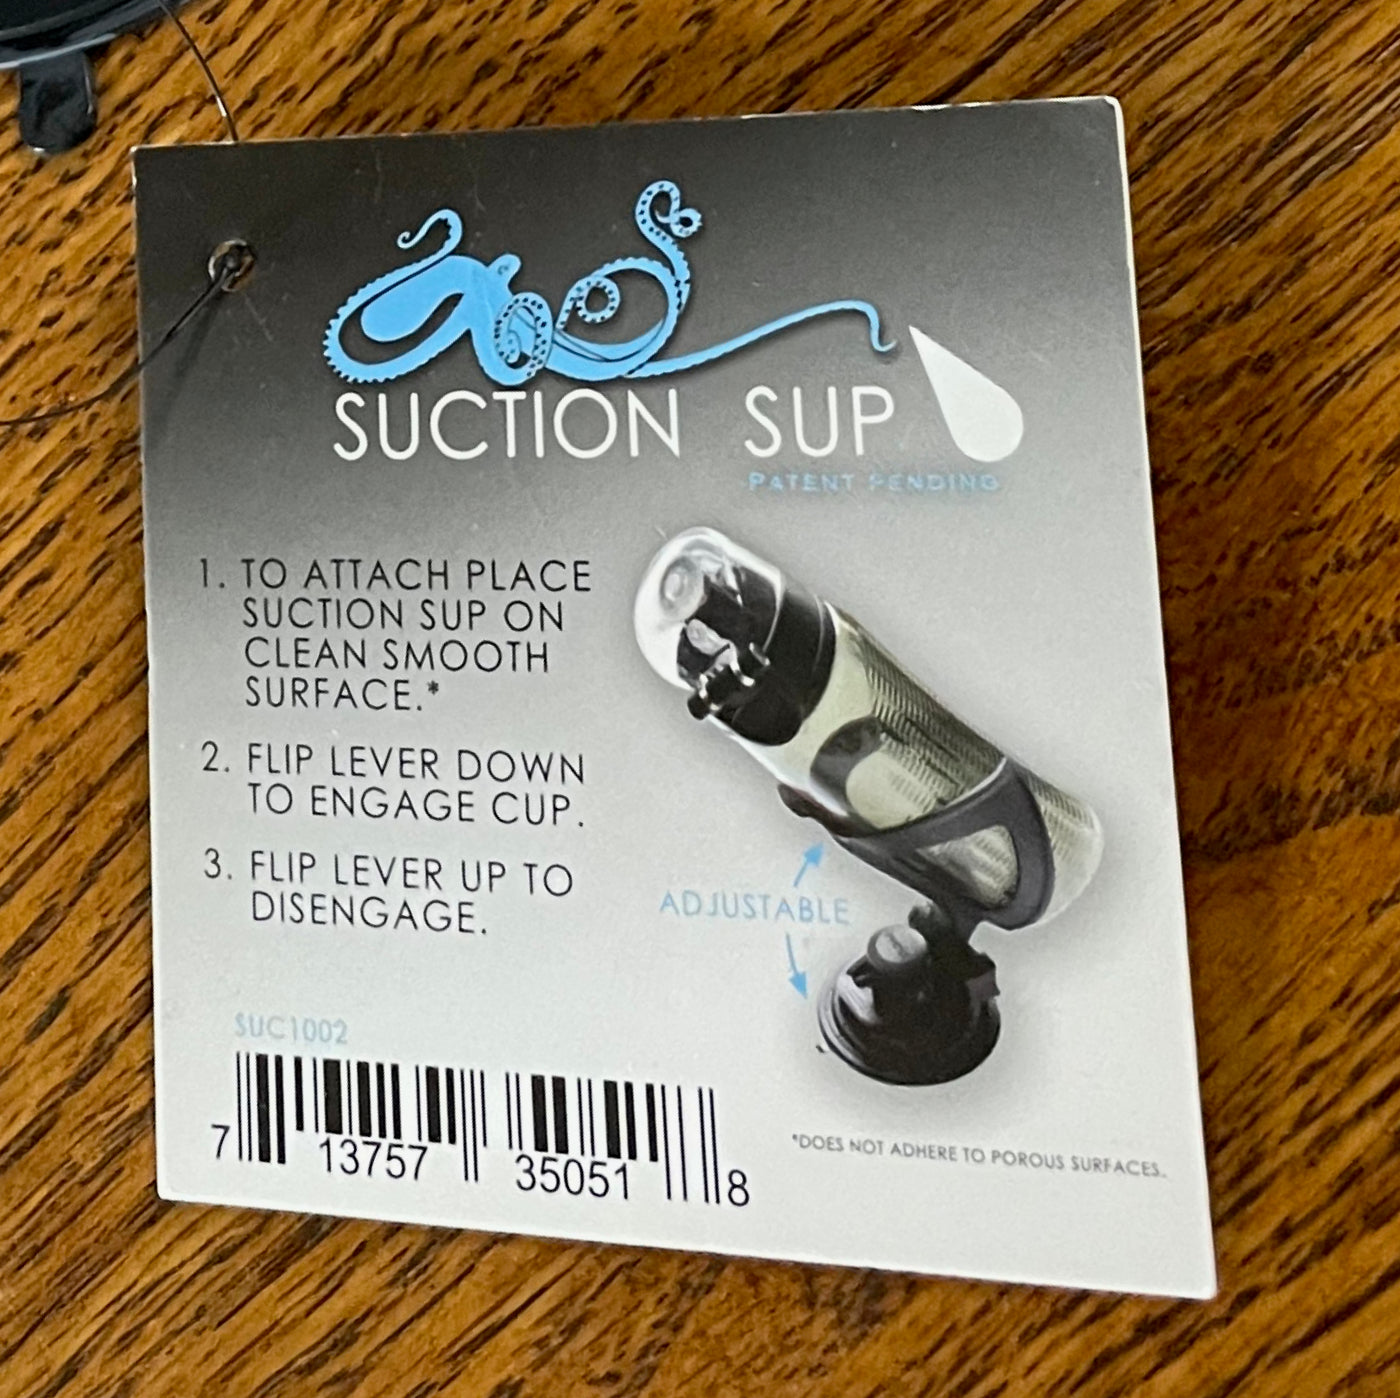 SUCTION SUP
PATENT PENDING
1. TO ATTACH PLACE
SUCTION SUP ON
CLEAN SMOOTH
SURFACE.*
2. FLIP LEVER DOWN
TO ENGAGE CUP.
3. FLIP LEVER UP TO
DISENGAGE.
ADJUSTABLE
SUC1002
7 13757 35051 8
*DOES NOT ADHERE TO POROUS SURFACES.